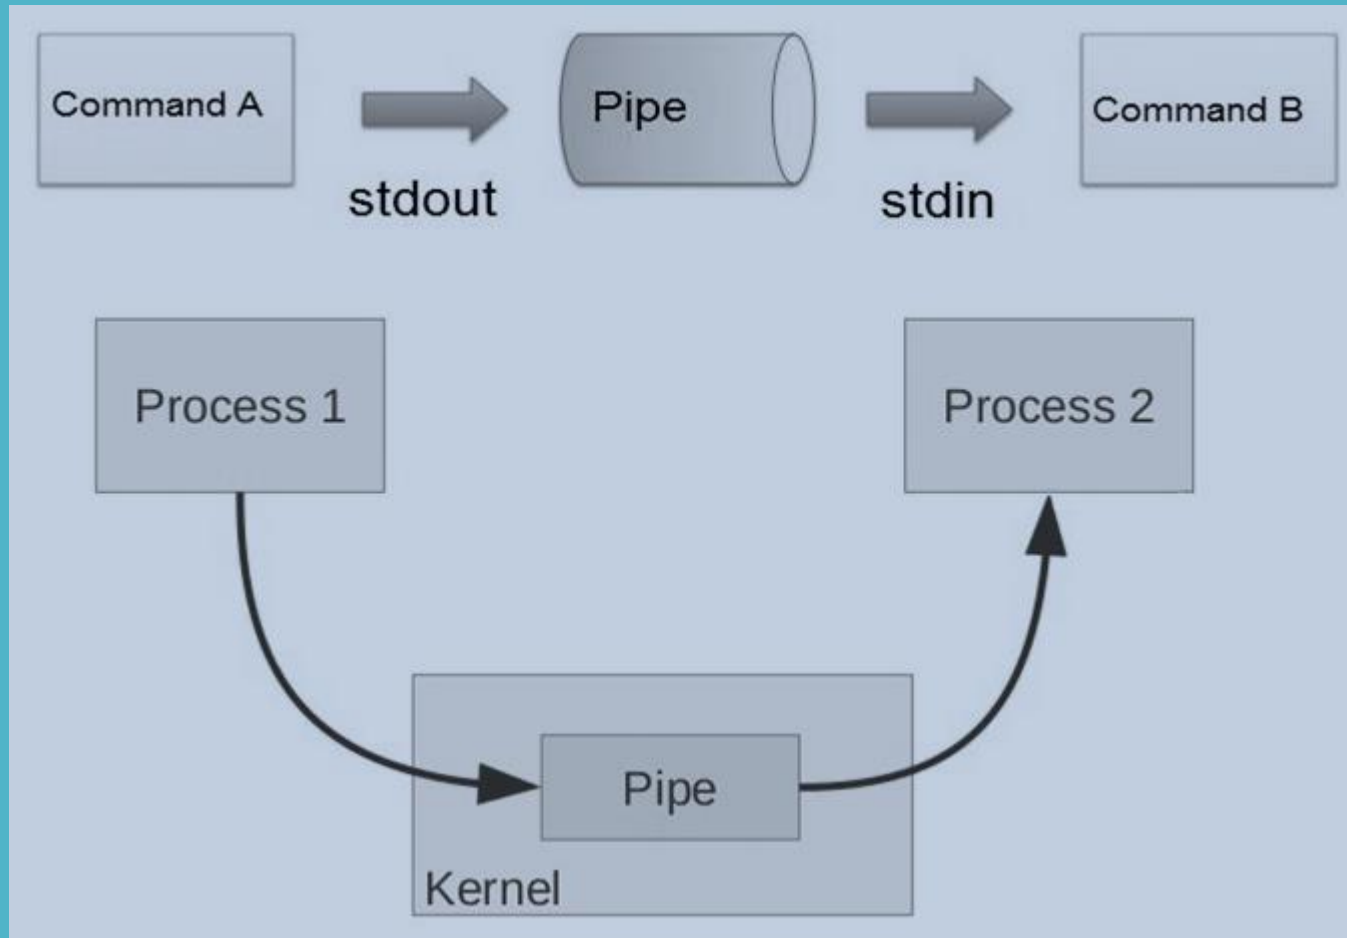 Command A
Pipe
Command B
stdout
stdin
Process 1
Process 2
Pipe
Kernel